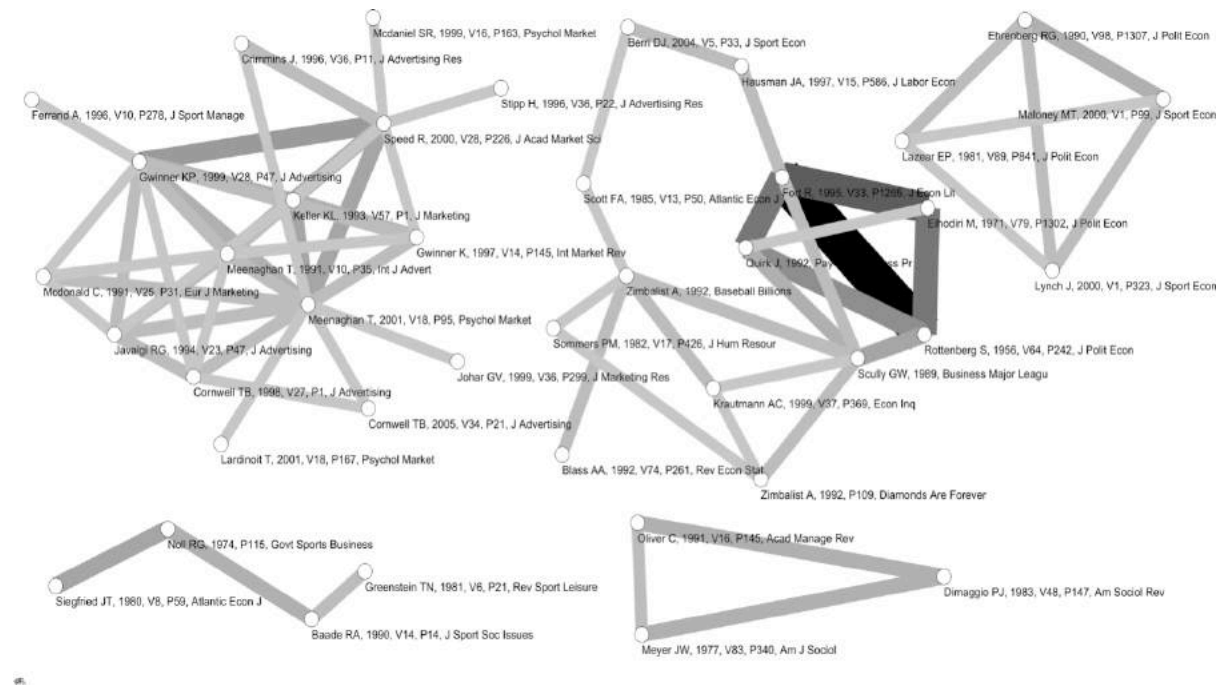 Mcdaniel SR, 1999, V16, P163, Psychol Market
Crimmins J, 1996, V36, P11, J Advertising Res
Stipp H, 1996, V36, P22, J Advertising Res
Ferrand A, 1996, V10, P278, J Sport Manage
Speed R, 2000, V28, P226, J Acad Market Sci
Gwinner KP, 1999, V28, P47, J Advertising
Keller KL, 1993, V57, P1, J Marketing
Gwinner K, 1997, V14, P145, Int Market Rev
Meenaghan T, 1991, V10, P35, Int J Advert
Mcdonald C, 1991, V25, P31, Eur J Marketing
Meenaghan T, 2001, V18, P95, Psychol Market
Javalgi RG, 1994, V23, P47, J Advertising
Johar GV, 1999, V36, P299, J Marketing Res
Cornwell TB, 1998, V27, P1, J Advertising
Cornwell TB, 2005, V34, P21, J Advertising
Lardinoit T, 2001, V18, P167, Psychol Market
Berri DJ, 2004, V5, P33, J Sport Econ
Hausman JA, 1997, V15, P586, J Labor Econ
Scott FA, 1985, V13, P50, Atlantic Econ J
Fort R, 1995, V33, P1265, J Econ Lit
Elhodiri M, 1971, V79, P1302, J Polit Econ
Quirk J, 1992, Pay ss Pr
Zimbalist A, 1992, Baseball Billions
Rottenberg S, 1956, V64, P242, J Polit Econ
Sommers PM, 1982, V17, P426, J Hum Resour
Scully GW, 1989, Business Major Leagu
Krautmann AC, 1999, V37, P369, Econ Inq
Blass AA, 1992, V74, P261, Rev Econ Stat
Zimbalist A, 1992, P109, Diamonds Are Forever
Ehrenberg RG, 1990, V98, P1307, J Polit Econ
Maloney MT, 2000, V1, P99, J Sport Econ
Lazear EP, 1981, V89, P841, J Polit Econ
Lynch J, 2000, V1, P323, J Sport Econ
Noll RG, 1974, P115, Govt Sports Business
Greenstein TN, 1981, V6, P21, Rev Sport Leisure
Siegfried JT, 1980, V8, P59, Atlantic Econ J
Baade RA, 1990, V14, P14, J Sport Soc Issues
Oliver C, 1991, V16, P145, Acad Manage Rev
Dimaggio PJ, 1983, V48, P147, Am Sociol Rev
Meyer JW, 1977, V83, P340, Am J Sociol